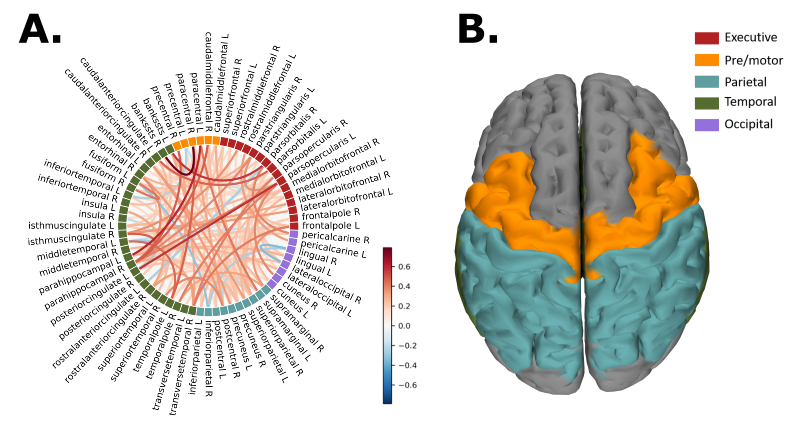 A.
B.
caudalmiddlefrontal L
caudalmiddlefrontal R
superiorfrontal L
superiorfrontal R
rostralmiddlefrontal L
rostralmiddlefrontal R
parstriangularis L
parstriangularis R
parsorbitalis R
parsorbitalis L
parsopercularis R
parsopercularis L
medialorbitofrontal R
medialorbitofrontal L
lateralorbitofrontal R
lateralorbitofrontal L
frontalpole R
frontalpole L
pericalcarine R
pericalcarine L
lingual R
lingual L
lateraloccipital R
lateraloccipital L
cuneus R
cuneus L
supramarginal R
supramarginal L
superiorparietal R
superiorparietal L
precuneus R
precuneus L
postcentral R
postcentral L
inferiorparietal R
inferiorparietal L
transversetemporal R
transversetemporal L
temporalpole R
temporalpole L
superiortemporal R
superiortemporal L
rostralanteriorcingulate R
rostralanteriorcingulate L
posteriorcingulate R
posteriorcingulate L
parahippocampal R
parahippocampal L
middletemporal R
middletemporal L
isthmuscingulate R
isthmuscingulate L
insula R
insula L
inferiortemporal R
inferiortemporal L
fusiform R
fusiform L
entorhinal R
entorhinal L
caudalanteriorcingulate R
caudalanteriorcingulate L
bankssts R
bankssts L
precentral R
precentral L
paracentral R
paracentral L
0.6
0.4
0.2
0.0
−0.2
−0.4
−0.6
Executive
Pre/motor
Parietal
Temporal
Occipital